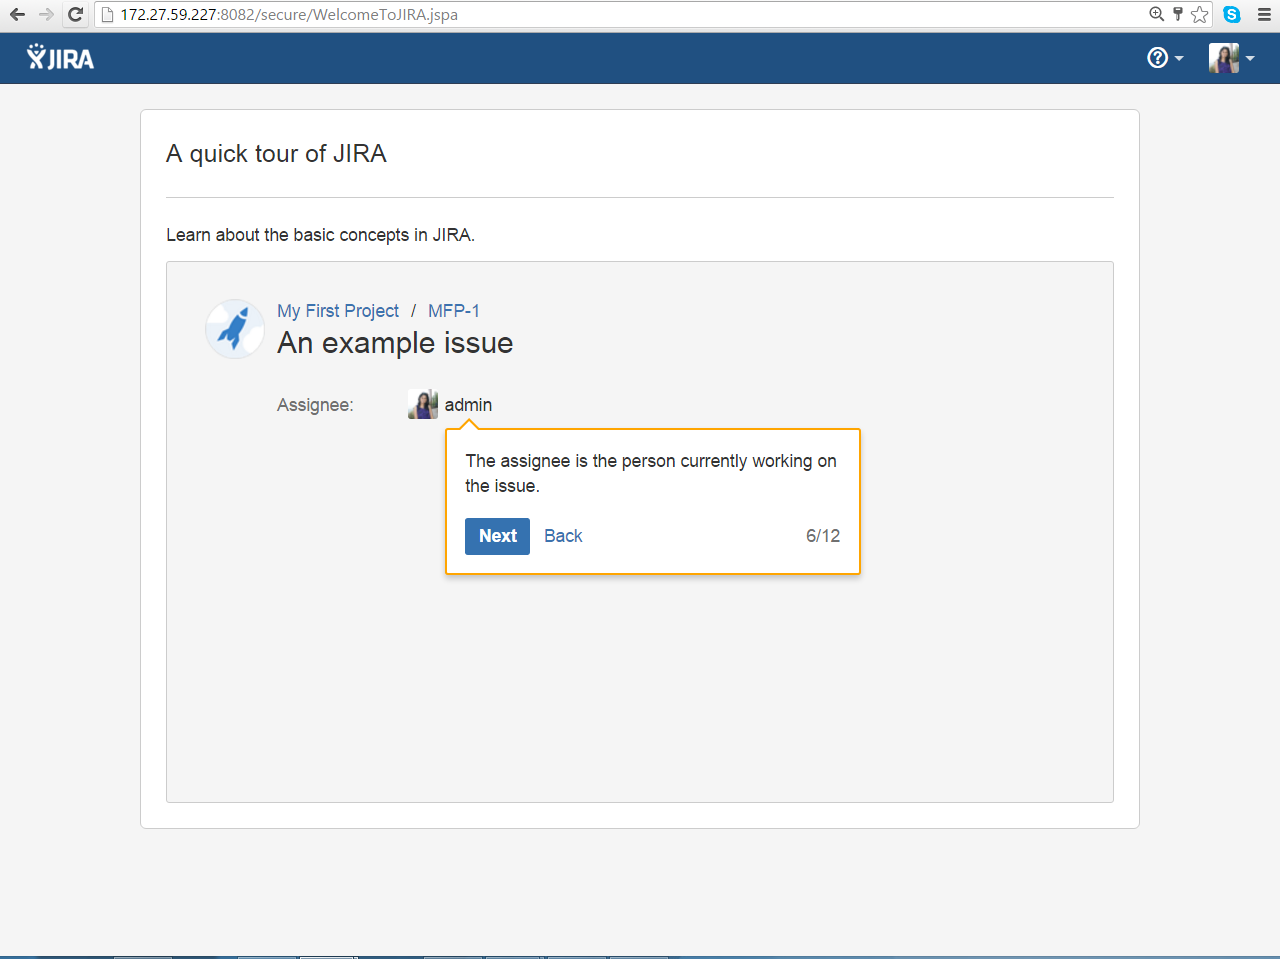 172.27.59.227:8082/secure/WelcomeToJIRA.jspa
JIRA
A quick tour of JIRA
Learn about the basic concepts in JIRA.
My First Project / MFP-1
An example issue
Assignee: admin
The assignee is the person currently working on
the issue.
Next Back 6/12